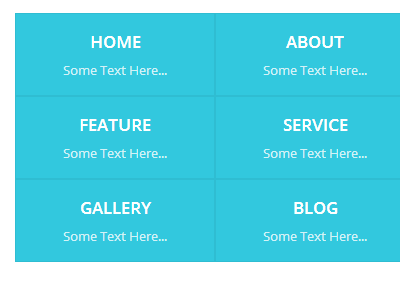 HOME
Some Text Here...
ABOUT
Some Text Here...
FEATURE
Some Text Here...
SERVICE
Some Text Here...
GALLERY
Some Text Here...
BLOG
Some Text Here...